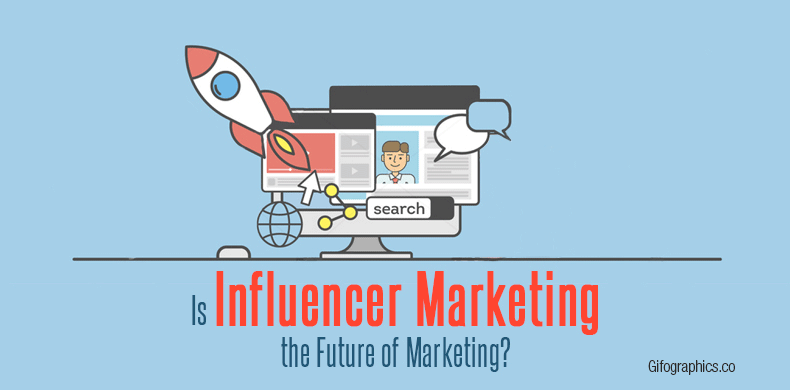 search
Is Influencer Marketing
the Future of Marketing?
Gifographics.co